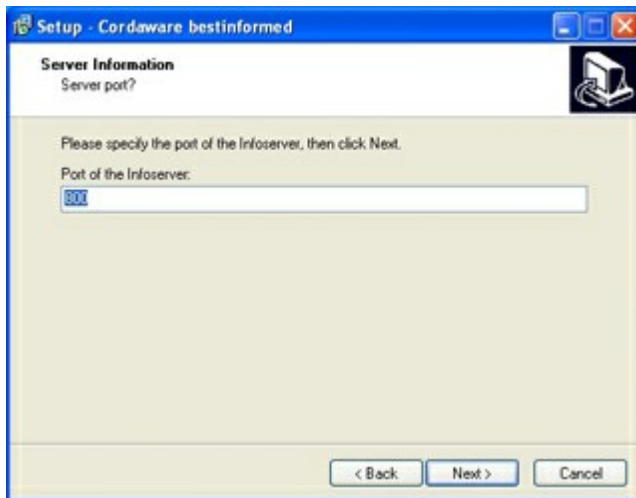 Setup - Cordaware bestinformed
Server Information
Server port?
Please specify the port of the Infoserver, then click Next.
Port of the Infoserver:
800
< Back
Next >
Cancel